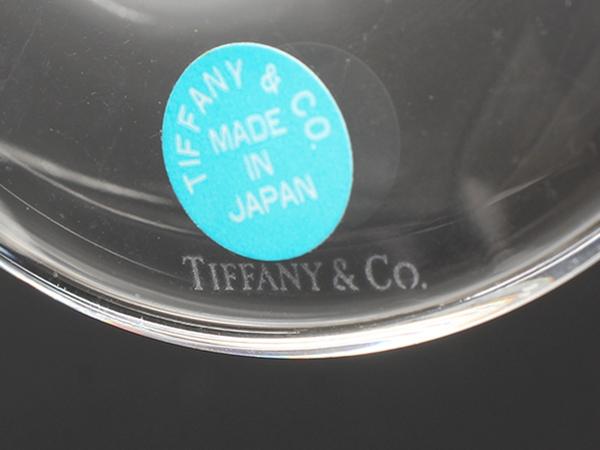 TIFFANY & CO.
MADE
IN
JAPAN
TIFFANY & CO.